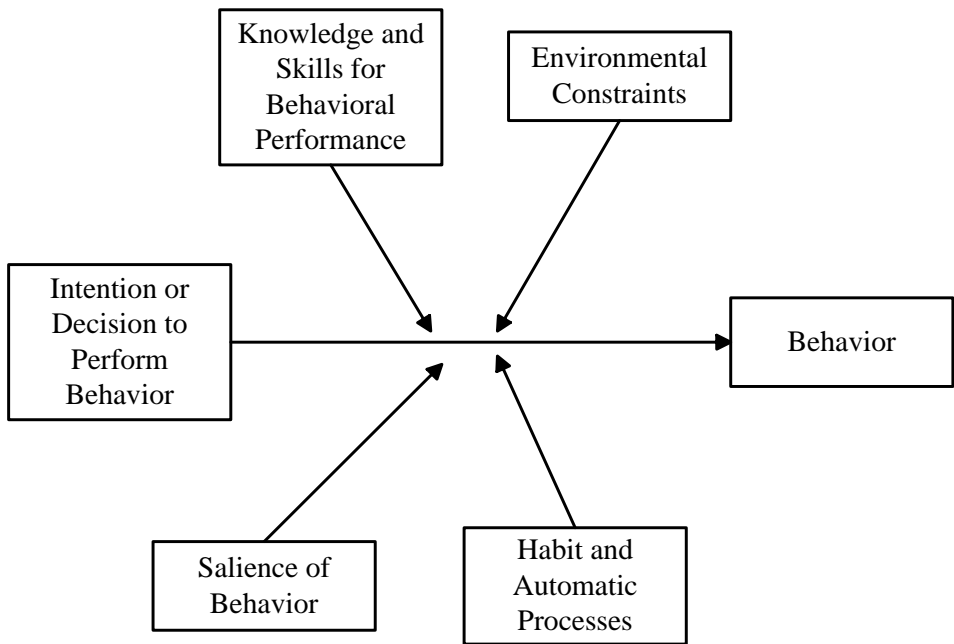 Knowledge and
Skills for
Behavioral
Performance
Environmental
Constraints
Intention or
Decision to
Perform
Behavior
Behavior
Salience of
Behavior
Habit and
Automatic
Processes